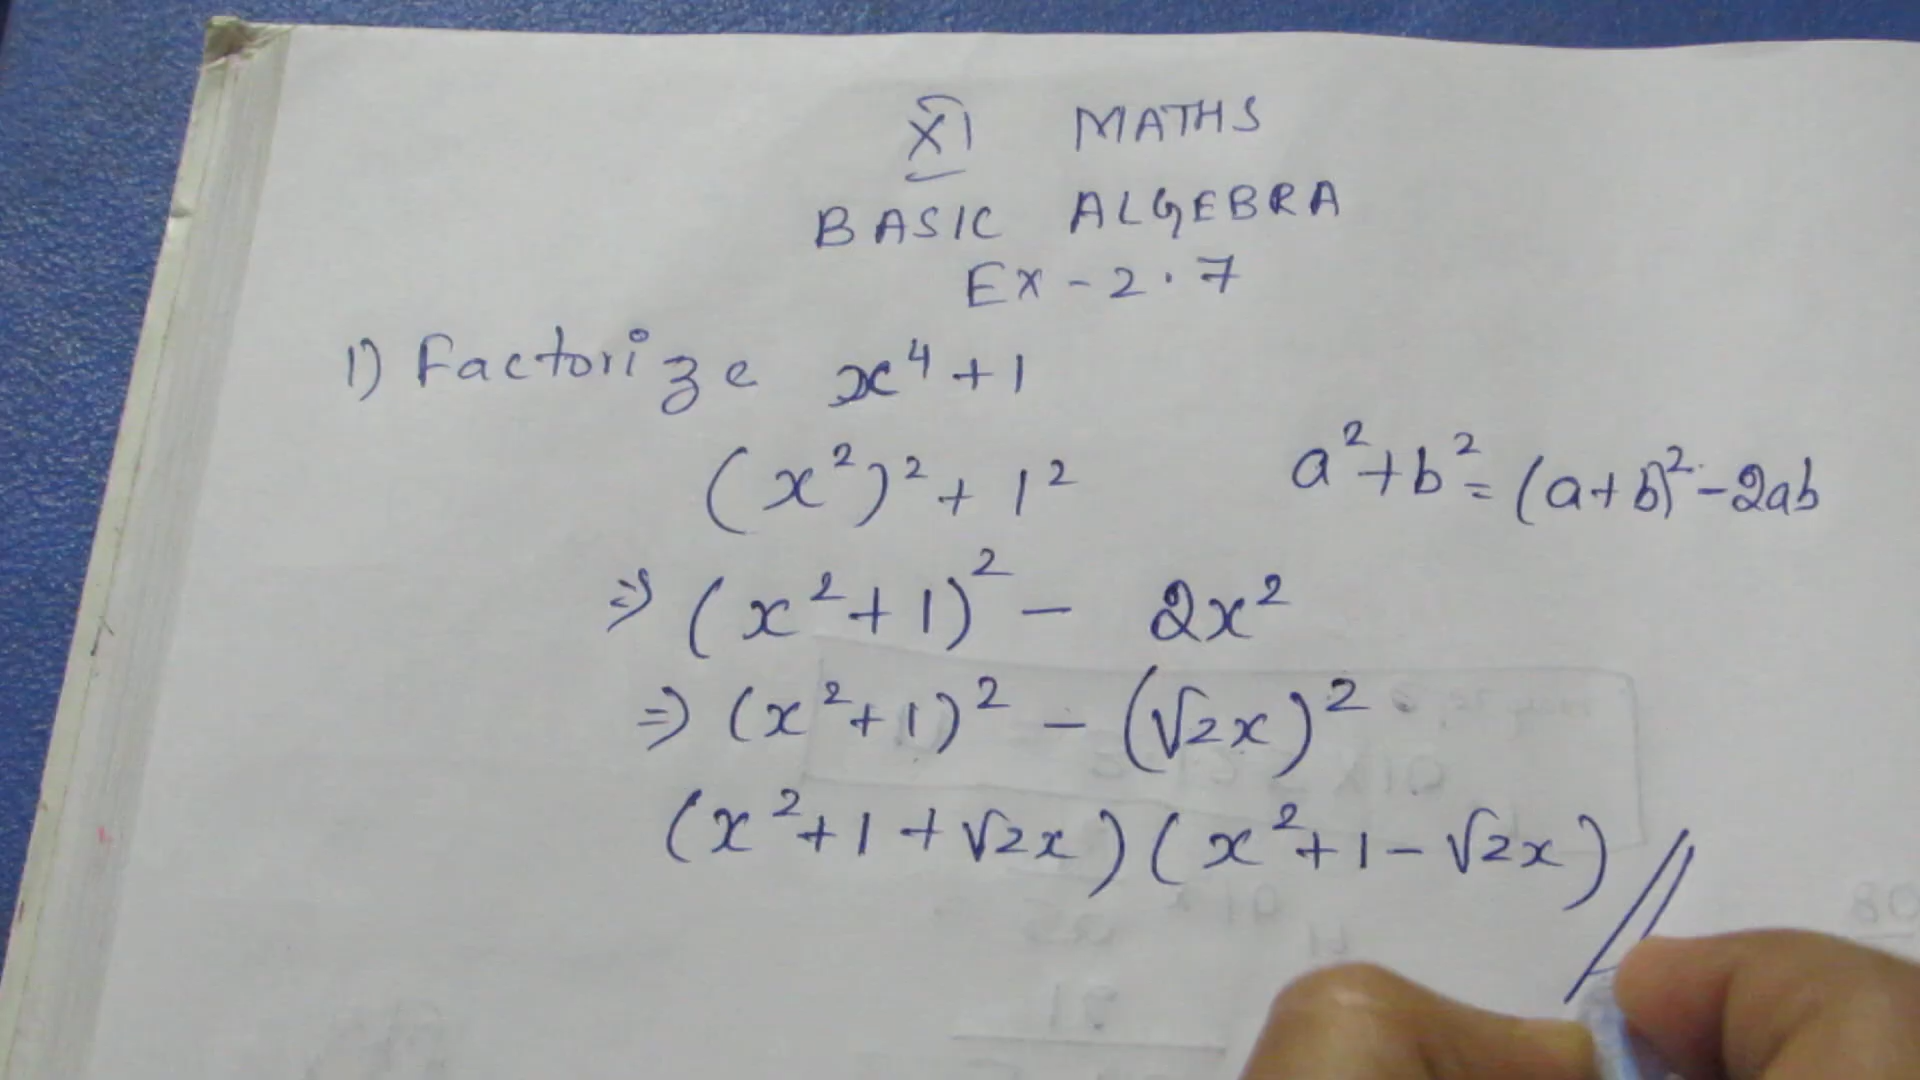 XI MATHS
BASIC ALGEBRA
Ex - 2.7
1) Factorize x⁴ + 1
(x²)² + 1² a² + b² = (a + b)² - 2ab
⇒ (x² + 1)² - 2x²
⇒ (x² + 1)² - (√2x)²
(x² + 1 + √2x) (x² + 1 - √2x)